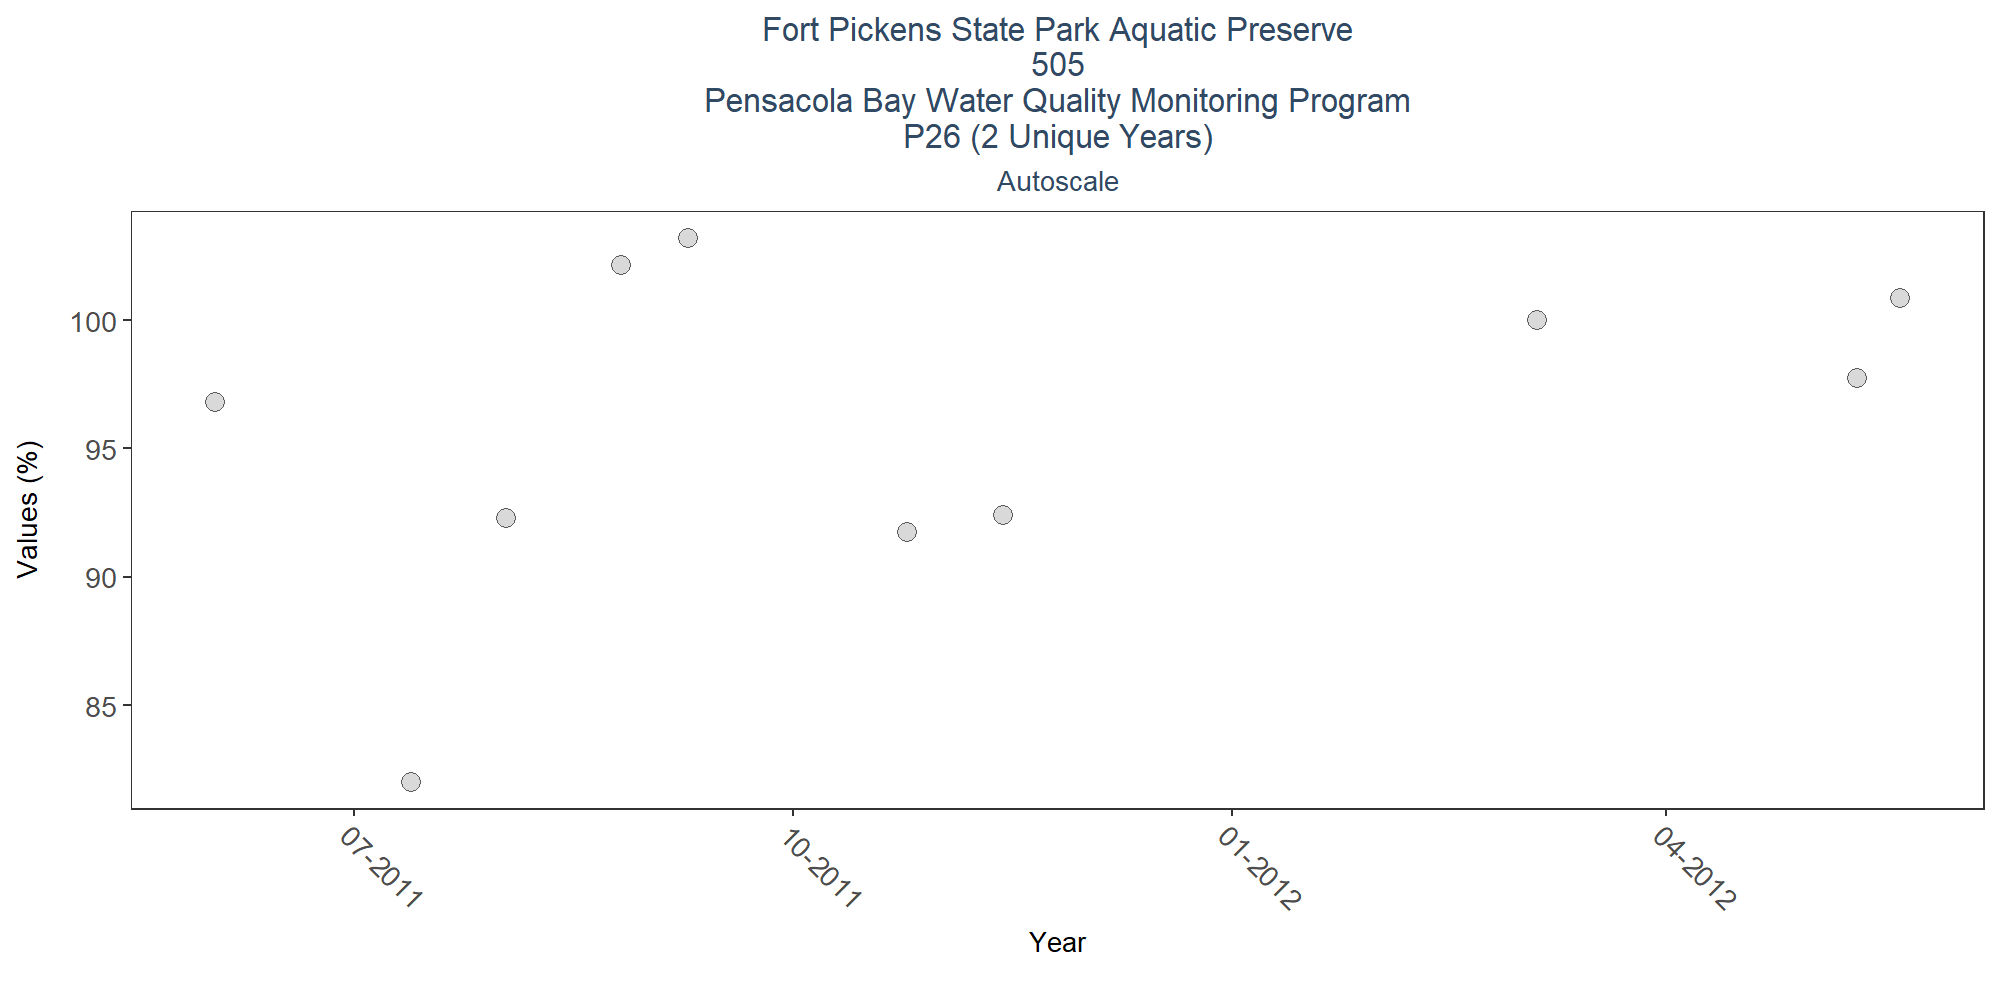 Fort Pickens State Park Aquatic Preserve
505
Pensacola Bay Water Quality Monitoring Program
P26 (2 Unique Years)
Autoscale
100
95
90
85
Values (%)
07-2011
10-2011
01-2012
04-2012
Year